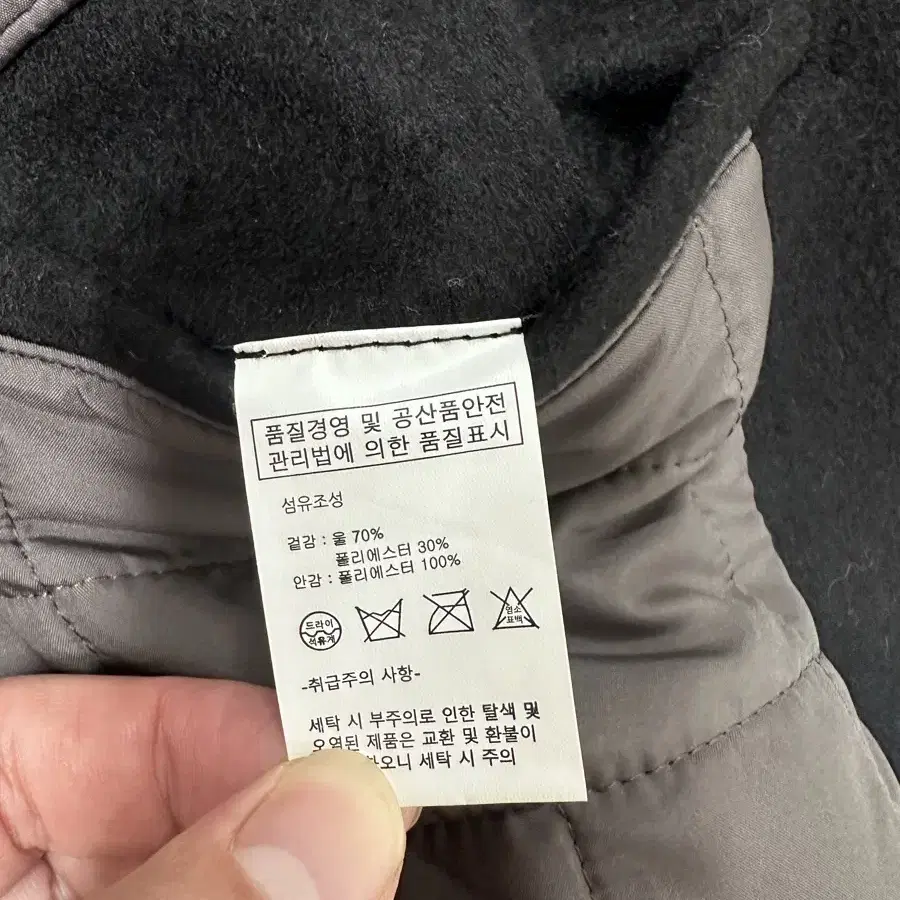 품질경영 및 공산품안전
관리법에 의한 품질표시
섬유조성
겉감 : 울 70%
폴리에스터 30%
안감 : 폴리에스터 100%
드라이
석유계
염소
표백
-취급주의 사항-
세탁 시 부주의로 인한 탈색 및
오염된 제품은 교환 및 환불이
세탁 시 주의